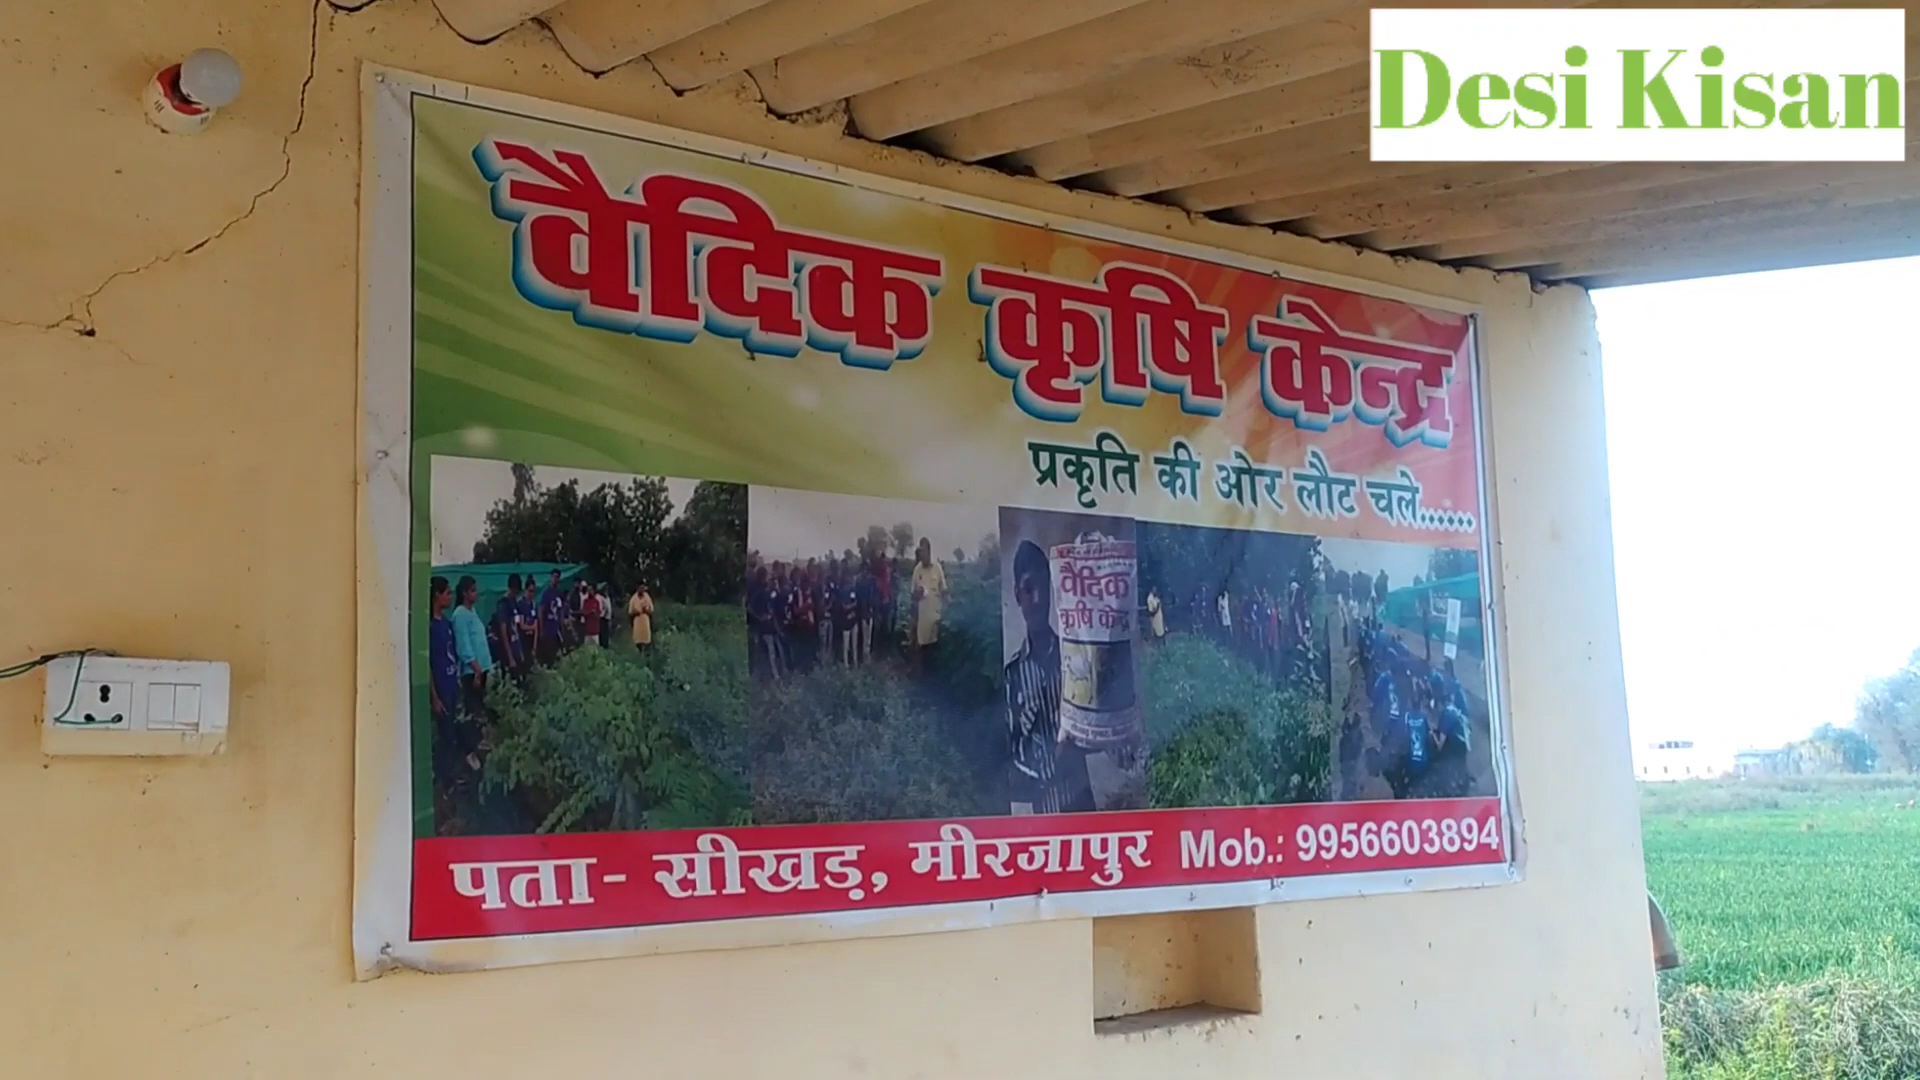 Desi Kisan
वैदिक कृषि केन्द्र
प्रकृति की ओर लौट चले......
वैदिक
कृषि केन्द्र
पता- सीखड़, मीरजापुर Mob.: 9956603894